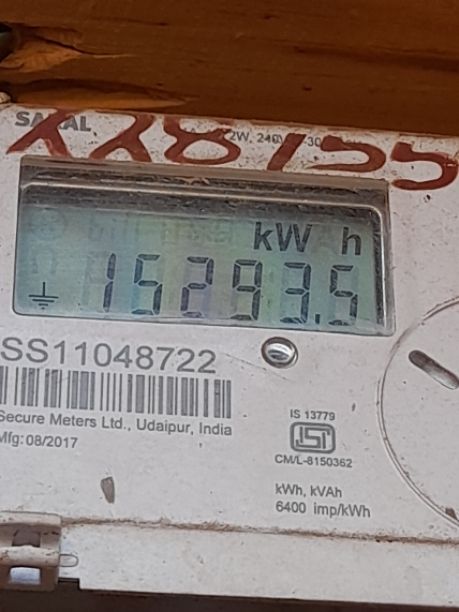 kW h
15293.5
SS11048722
Secure Meters Ltd., Udaipur, India
Mfg: 08/2017
IS 13779
ISI
CM/L-8150362
kWh, kVAh
6400 imp/kWh